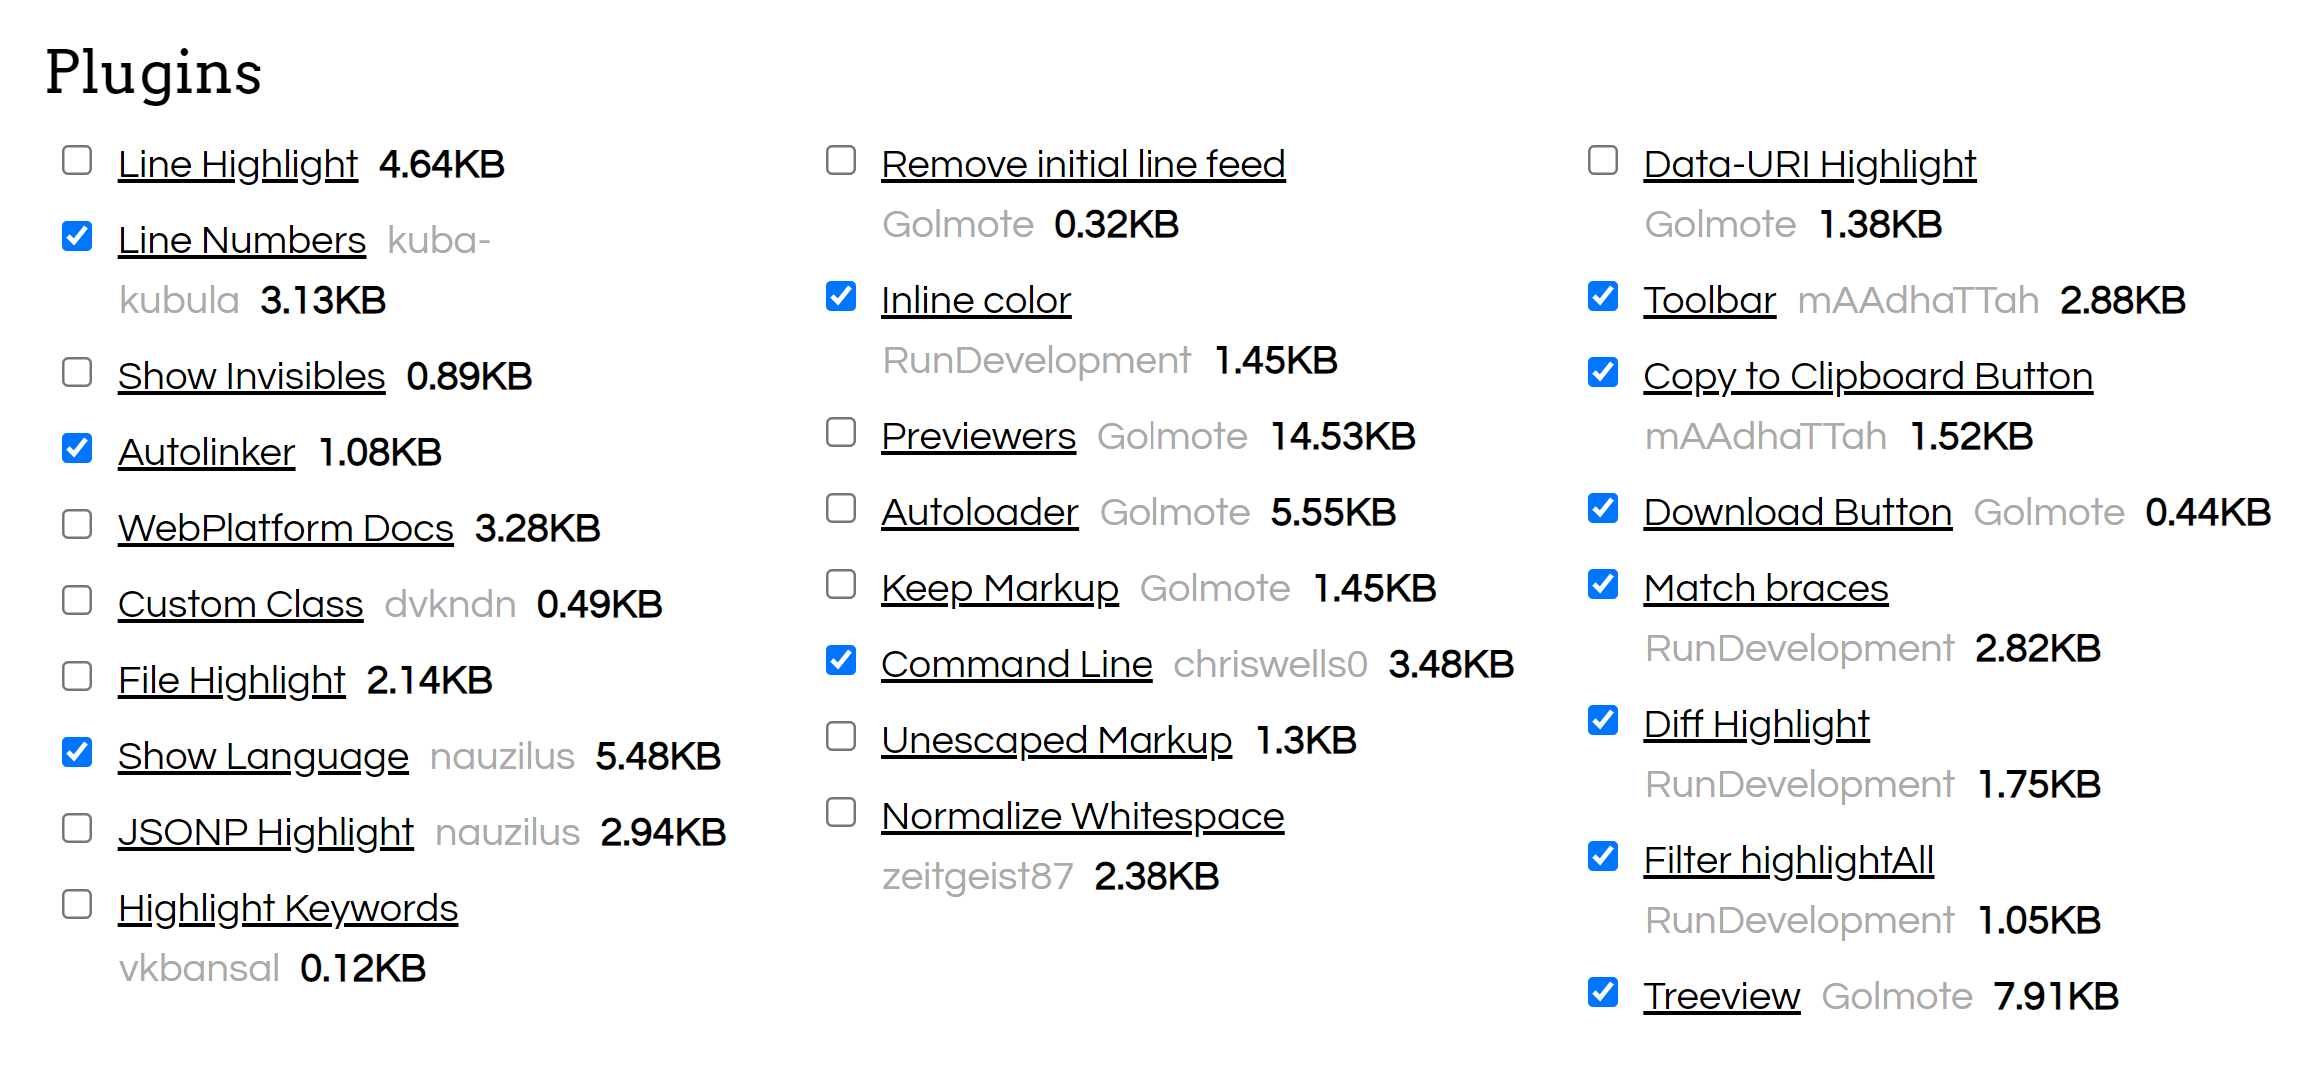 Plugins
Line Highlight 4.64KB
Line Numbers kuba-
kubula 3.13KB
Show Invisibles 0.89KB
Autolinker 1.08KB
WebPlatform Docs 3.28KB
Custom Class dvkndn 0.49KB
File Highlight 2.14KB
Show Language nauzilus 5.48KB
JSONP Highlight nauzilus 2.94KB
Highlight Keywords
vkbansal 0.12KB
Remove initial line feed
Golmote 0.32KB
Inline color
RunDevelopment 1.45KB
Previewers Golmote 14.53KB
Autoloader Golmote 5.55KB
Keep Markup Golmote 1.45KB
Command Line chriswells0 3.48KB
Unescaped Markup 1.3KB
Normalize Whitespace
zeitgeist87 2.38KB
Data-URI Highlight
Golmote 1.38KB
Toolbar mAAdhaTTah 2.88KB
Copy to Clipboard Button
mAAdhaTTah 1.52KB
Download Button Golmote 0.44KB
Match braces
RunDevelopment 2.82KB
Diff Highlight
RunDevelopment 1.75KB
Filter highlightAll
RunDevelopment 1.05KB
Treeview Golmote 7.91KB